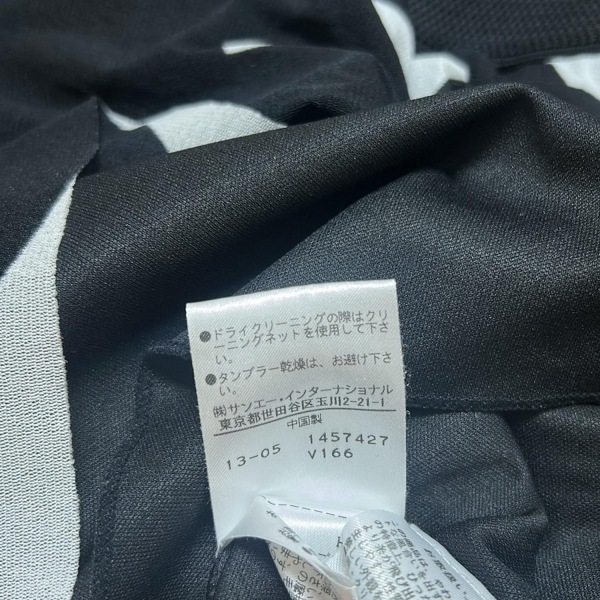 ●ドライクリーニングの際はクリ
ーニングネットを使用して下さ
い。
●タンブラー乾燥は、お避け下さ
い。
㈱サンエー・インターナショナル
東京都世田谷区玉川2-21-1
中国製
13-05 1457427
V166